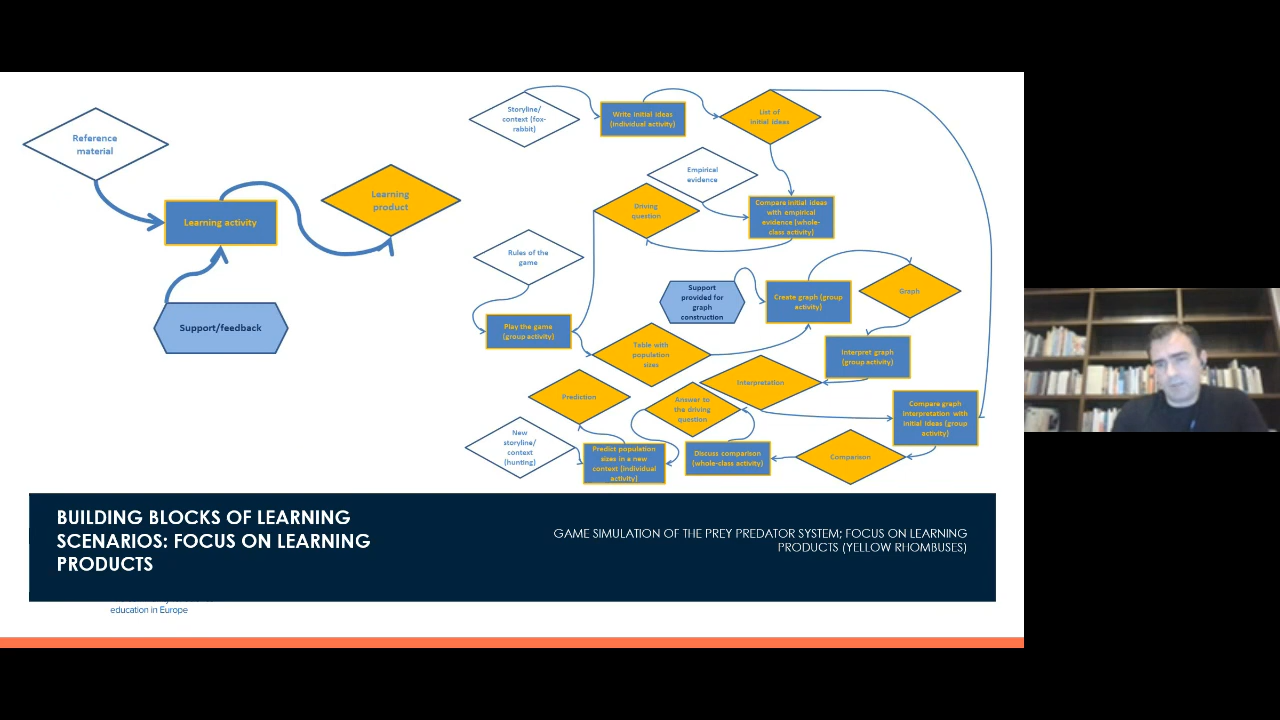 Reference
material
Learning activity
Learning
product
Support/feedback
Storyline/
context (fox-
rabbit)
Write initial ideas
(individual activity)
List of
initial ideas
Empirical
evidence
Driving
question
Compare initial ideas
with empirical
evidence (whole-
class activity)
Rules of the
game
Support
provided for
graph
construction
Create graph (group
activity)
Graph
Play the game
(group activity)
Table with
population
sizes
Interpret graph
(group activity)
Interpretation
Prediction
Answer to
the driving
question
Compare graph
interpretation with
initial ideas (group
activity)
New
storyline/
context
(hunting)
Predict population
sizes in a new
context (individual
activity)
Discuss comparison
(whole-class activity)
Comparison
BUILDING BLOCKS OF LEARNING
SCENARIOS: FOCUS ON LEARNING
PRODUCTS
GAME SIMULATION OF THE PREY PREDATOR SYSTEM; FOCUS ON LEARNING
PRODUCTS (YELLOW RHOMBUSES)
education in Europe